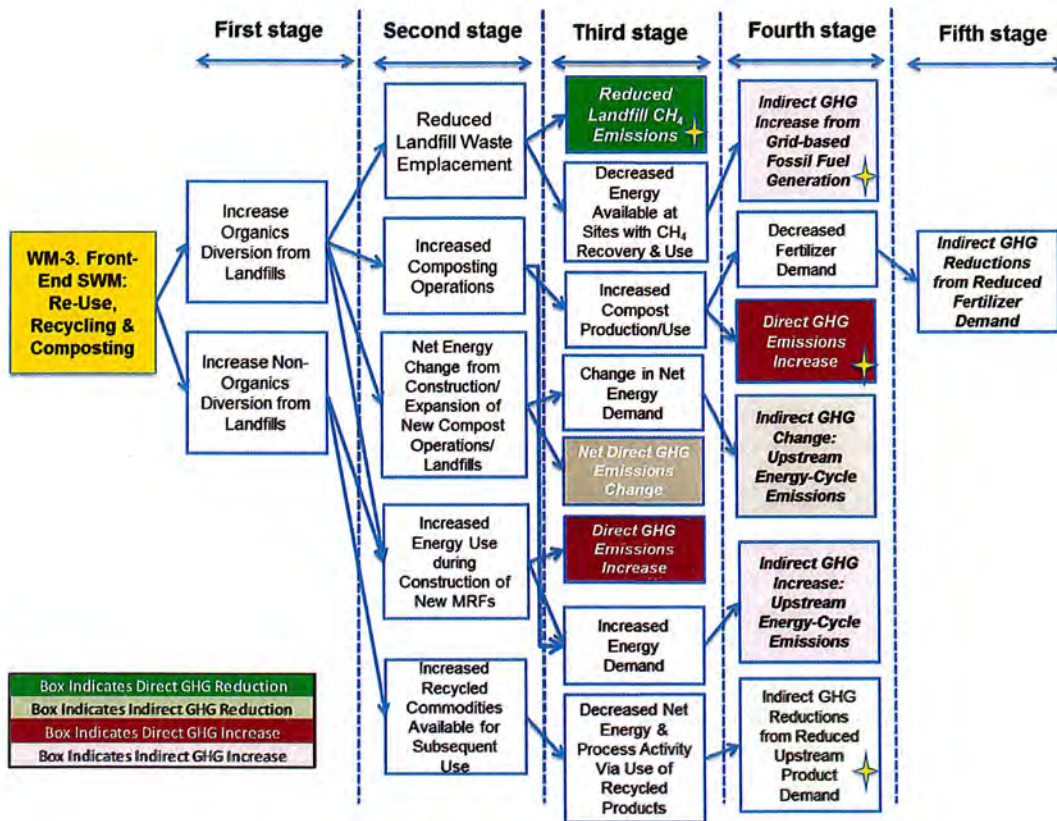 First stage
Second stage
Third stage
Fourth stage
Fifth stage
WM-3. Front-
End SWM:
Re-Use,
Recycling &
Composting
Increase
Organics
Diversion from
Landfills
Increase Non-
Organics
Diversion from
Landfills
Reduced
Landfill Waste
Emplacement
Increased
Composting
Operations
Net Energy
Change from
Construction/
Expansion of
New Compost
Operations/
Landfills
Increased
Energy Use
during
Construction of
New MRFs
Increased
Recycled
Commodities
Available for
Subsequent
Use
Reduced
Landfill CH₄
Emissions
Decreased
Energy
Available at
Sites with CH₄
Recovery & Use
Increased
Compost
Production/Use
Change in Net
Energy Demand
Net Direct GHG
Emissions
Change
Direct GHG
Emissions
Increase
Increased
Energy
Demand
Decreased Net
Energy &
Process Activity
Via Use of
Recycled
Products
Indirect GHG
Increase from
Grid-based
Fossil Fuel
Generation
Decreased
Fertilizer
Demand
Direct GHG
Emissions
Increase
Indirect GHG
Change:
Upstream
Energy-Cycle
Emissions
Indirect GHG
Increase:
Upstream
Energy-Cycle
Emissions
Indirect GHG
Reductions
from Reduced
Upstream
Product
Demand
Indirect GHG
Reductions
from Reduced
Fertilizer
Demand
Box Indicates Direct GHG Reduction
Box Indicates Indirect GHG Reduction
Box Indicates Direct GHG Increase
Box Indicates Indirect GHG Increase